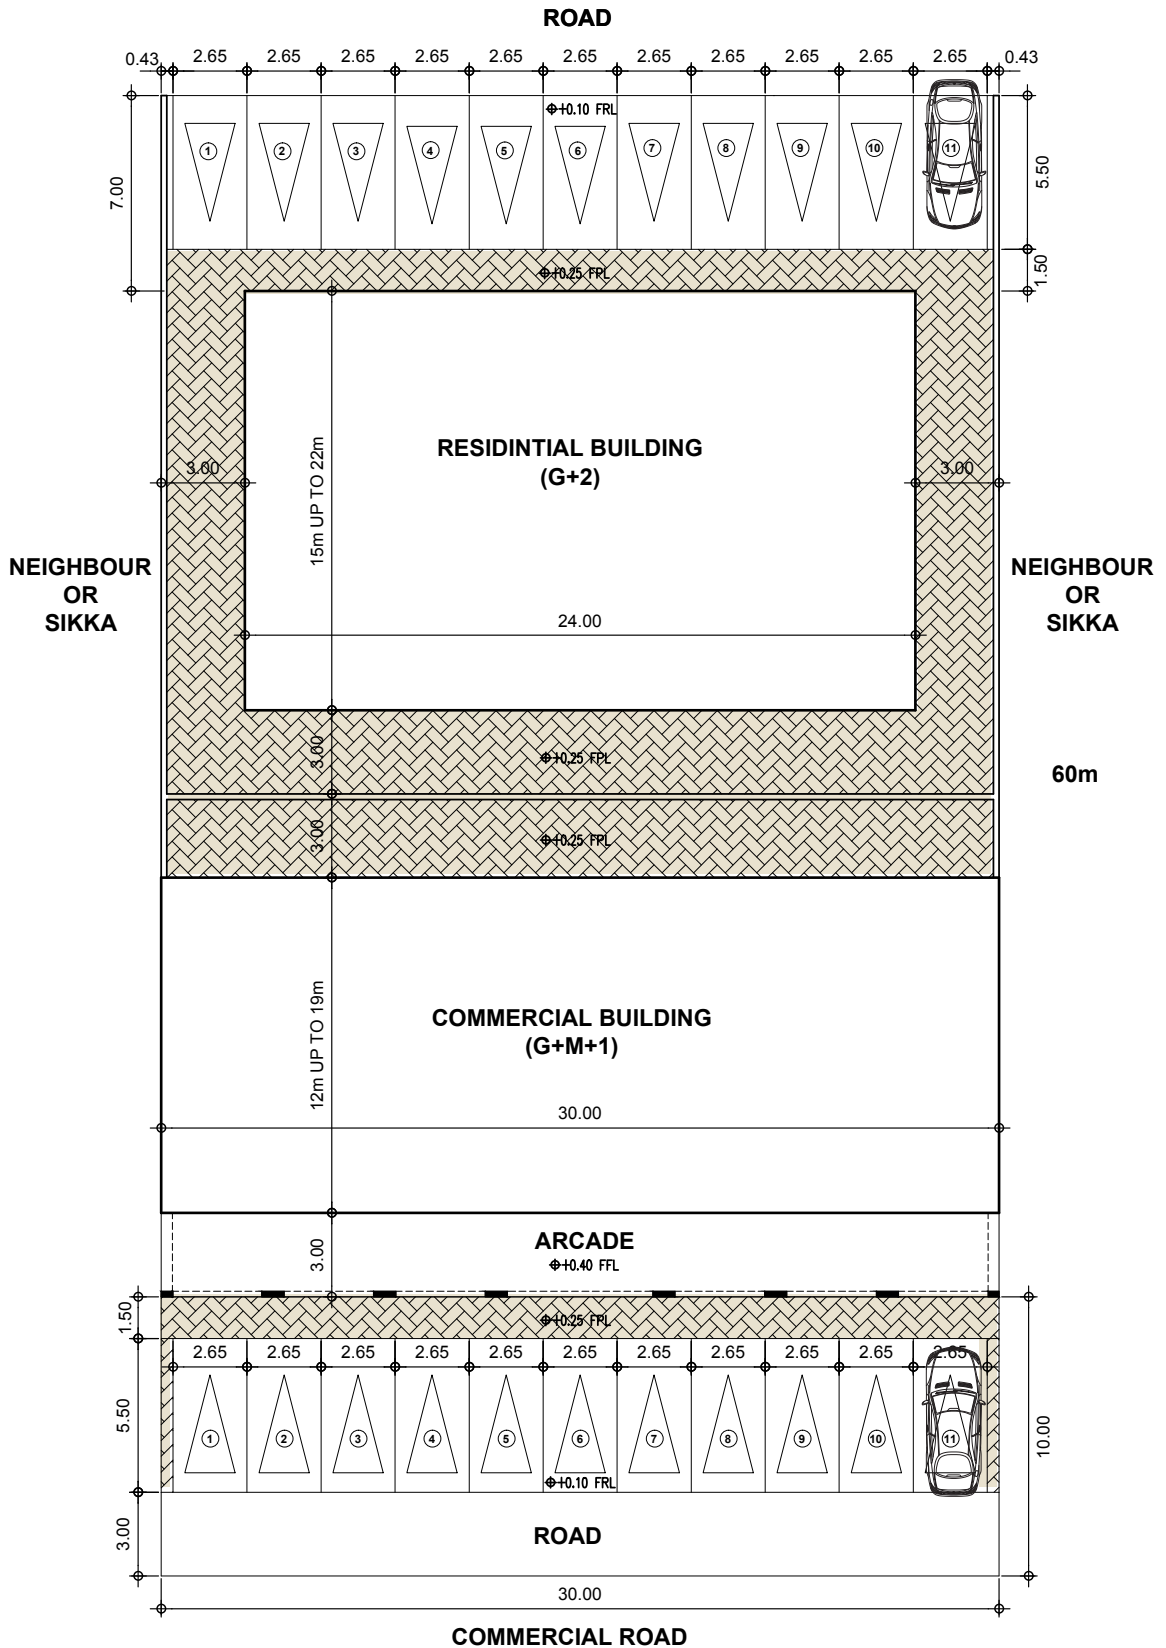 ROAD
0.43 2.65 2.65 2.65 2.65 2.65 2.65 2.65 2.65 2.65 2.65 2.65 0.43
+0.10 FRL
1 2 3 4 5 6 7 8 9 10 11
7.00
5.50
+0.25 FPL
1.50
RESIDINTIAL BUILDING
(G+2)
15m UP TO 22m
3.00
3.00
NEIGHBOUR
OR
SIKKA
NEIGHBOUR
OR
SIKKA
24.00
3.00
+0,25 FPL
60m
3.00
+0.25 FPL
COMMERCIAL BUILDING
(G+M+1)
12m UP TO 19m
30.00
ARCADE
3.00
+0.40 FFL
1.50
+0.25 FPL
2.65 2.65 2.65 2.65 2.65 2.65 2.65 2.65 2.65 2.65 2.65
5.50
1 2 3 4 5 6 7 8 9 10 11
10.00
+0.10 FRL
3.00
ROAD
30.00
COMMERCIAL ROAD